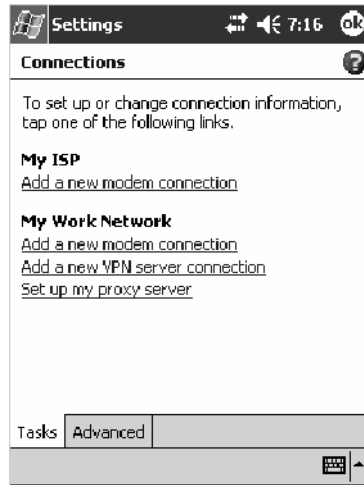 Settings 7:16 ok
Connections ?
To set up or change connection information,
tap one of the following links.
My ISP
Add a new modem connection
My Work Network
Add a new modem connection
Add a new VPN server connection
Set up my proxy server
Tasks Advanced